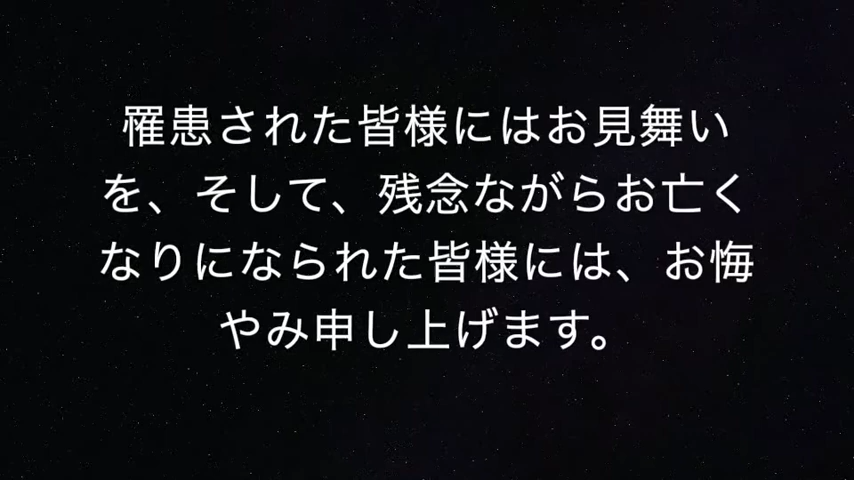 罹患された皆様にはお見舞い
を、そして、残念ながらお亡く
なりになられた皆様には、お悔
やみ申し上げます。